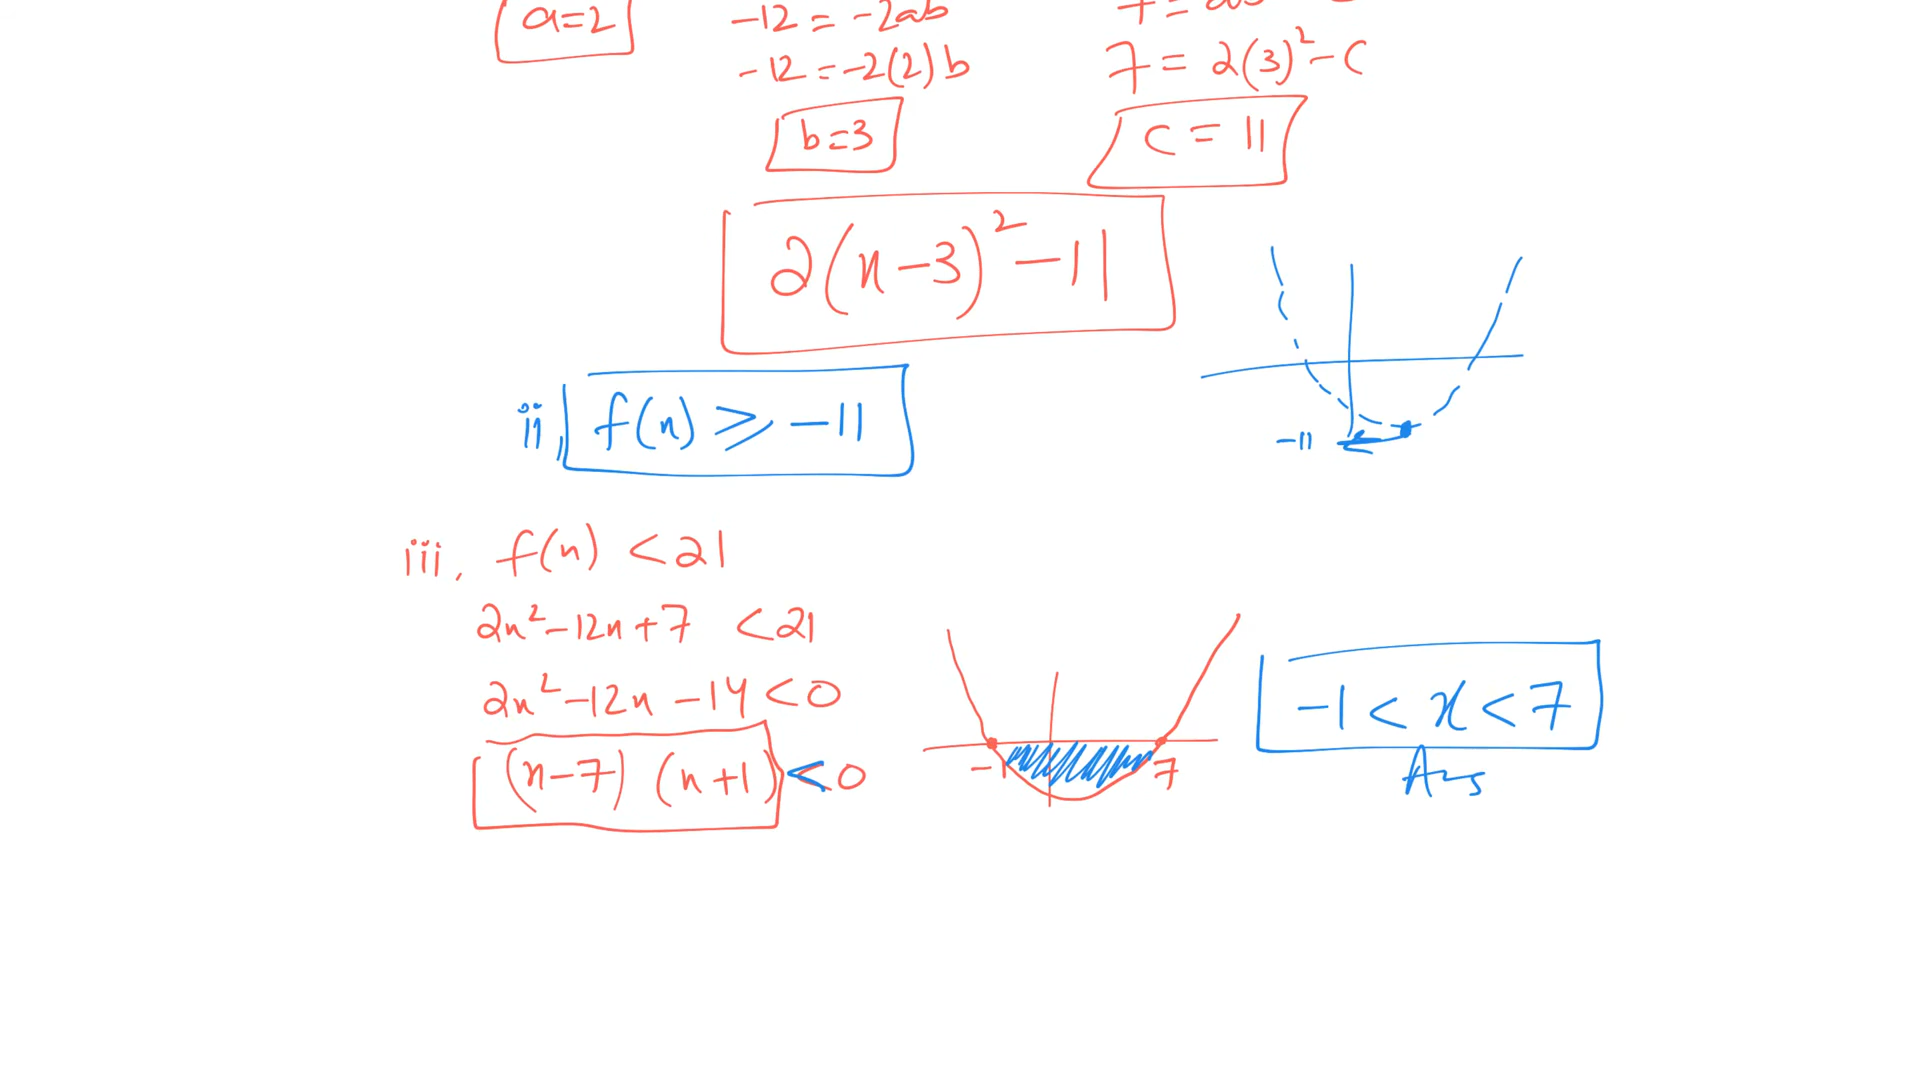 a=2
-12 = -2ab
-12 = -2(2)b
b=3
7 = 2(3)² - c
c = 11
2(x-3)² - 11
ii, f(x) ⩾ -11
-11
iii, f(x) < 21
2x² - 12x + 7 < 21
2x² - 12x - 14 < 0
(x-7) (x+1) < 0
-1 7
-1 < x < 7
Ans